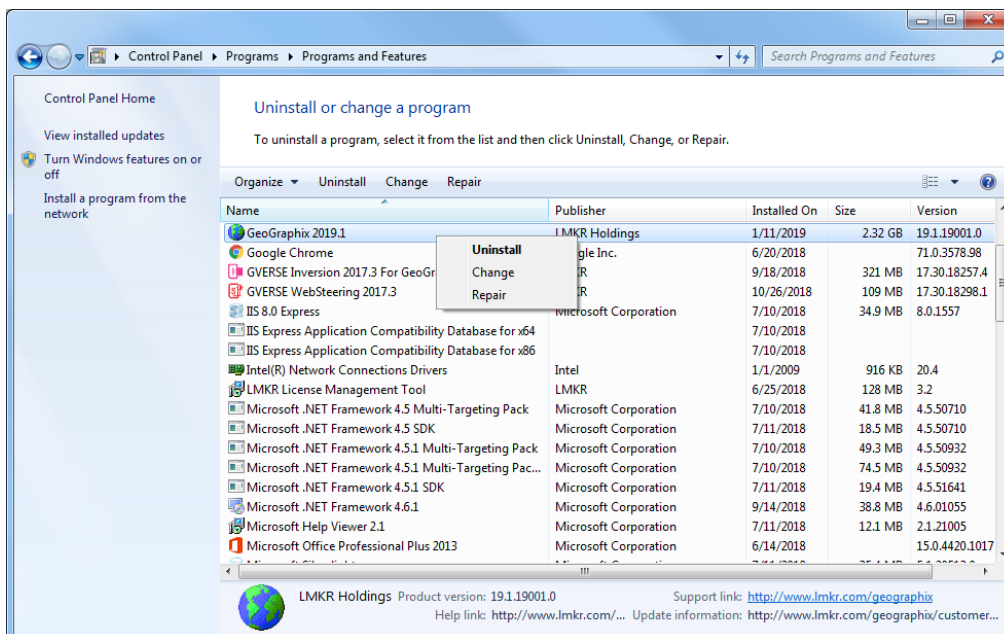 Control Panel Programs Programs and Features Search Programs and Features
Control Panel Home
View installed updates
Turn Windows features on or
off
Install a program from the
network
Uninstall or change a program
To uninstall a program, select it from the list and then click Uninstall, Change, or Repair.
Organize Uninstall Change Repair
Name Publisher Installed On Size Version
GeoGraphix 2019.1 LMKR Holdings 1/11/2019 2.32 GB 19.1.19001.0
Google Chrome gle Inc. 6/20/2018 71.0.3578.98
GVERSE Inversion 2017.3 For GeoGr R 9/18/2018 321 MB 17.30.18257.4
GVERSE WebSteering 2017.3 R 10/26/2018 109 MB 17.30.18298.1
Uninstall
Change
Repair
IIS 8.0 Express Microsoft Corporation 7/10/2018 34.9 MB 8.0.1557
IIS Express Application Compatibility Database for x64 7/10/2018
IIS Express Application Compatibility Database for x86 7/10/2018
Intel(R) Network Connections Drivers Intel 1/1/2009 916 KB 20.4
LMKR License Management Tool LMKR 6/25/2018 128 MB 3.2
Microsoft .NET Framework 4.5 Multi-Targeting Pack Microsoft Corporation 7/10/2018 41.8 MB 4.5.50710
Microsoft .NET Framework 4.5 SDK Microsoft Corporation 7/11/2018 18.5 MB 4.5.50710
Microsoft .NET Framework 4.5.1 Multi-Targeting Pack Microsoft Corporation 7/10/2018 49.3 MB 4.5.50932
Microsoft .NET Framework 4.5.1 Multi-Targeting Pac... Microsoft Corporation 7/10/2018 74.5 MB 4.5.50932
Microsoft .NET Framework 4.5.1 SDK Microsoft Corporation 7/11/2018 19.4 MB 4.5.51641
Microsoft .NET Framework 4.6.1 Microsoft Corporation 9/14/2018 38.8 MB 4.6.01055
Microsoft Help Viewer 2.1 Microsoft Corporation 7/11/2018 12.1 MB 2.1.21005
Microsoft Office Professional Plus 2013 Microsoft Corporation 6/14/2018 15.0.4420.1017
LMKR Holdings Product version: 19.1.19001.0 Support link: http://www.lmkr.com/geographix
Help link: http://www.lmkr.com/... Update information: http://www.lmkr.com/geographix/customer...